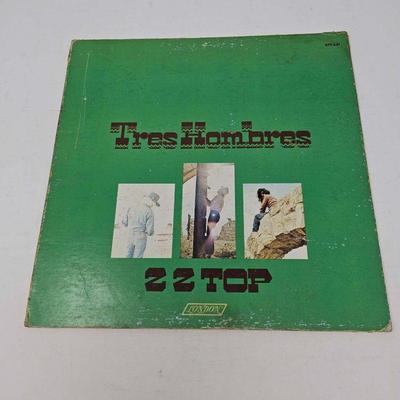 Tres Hombres
ZZ TOP
LONDON